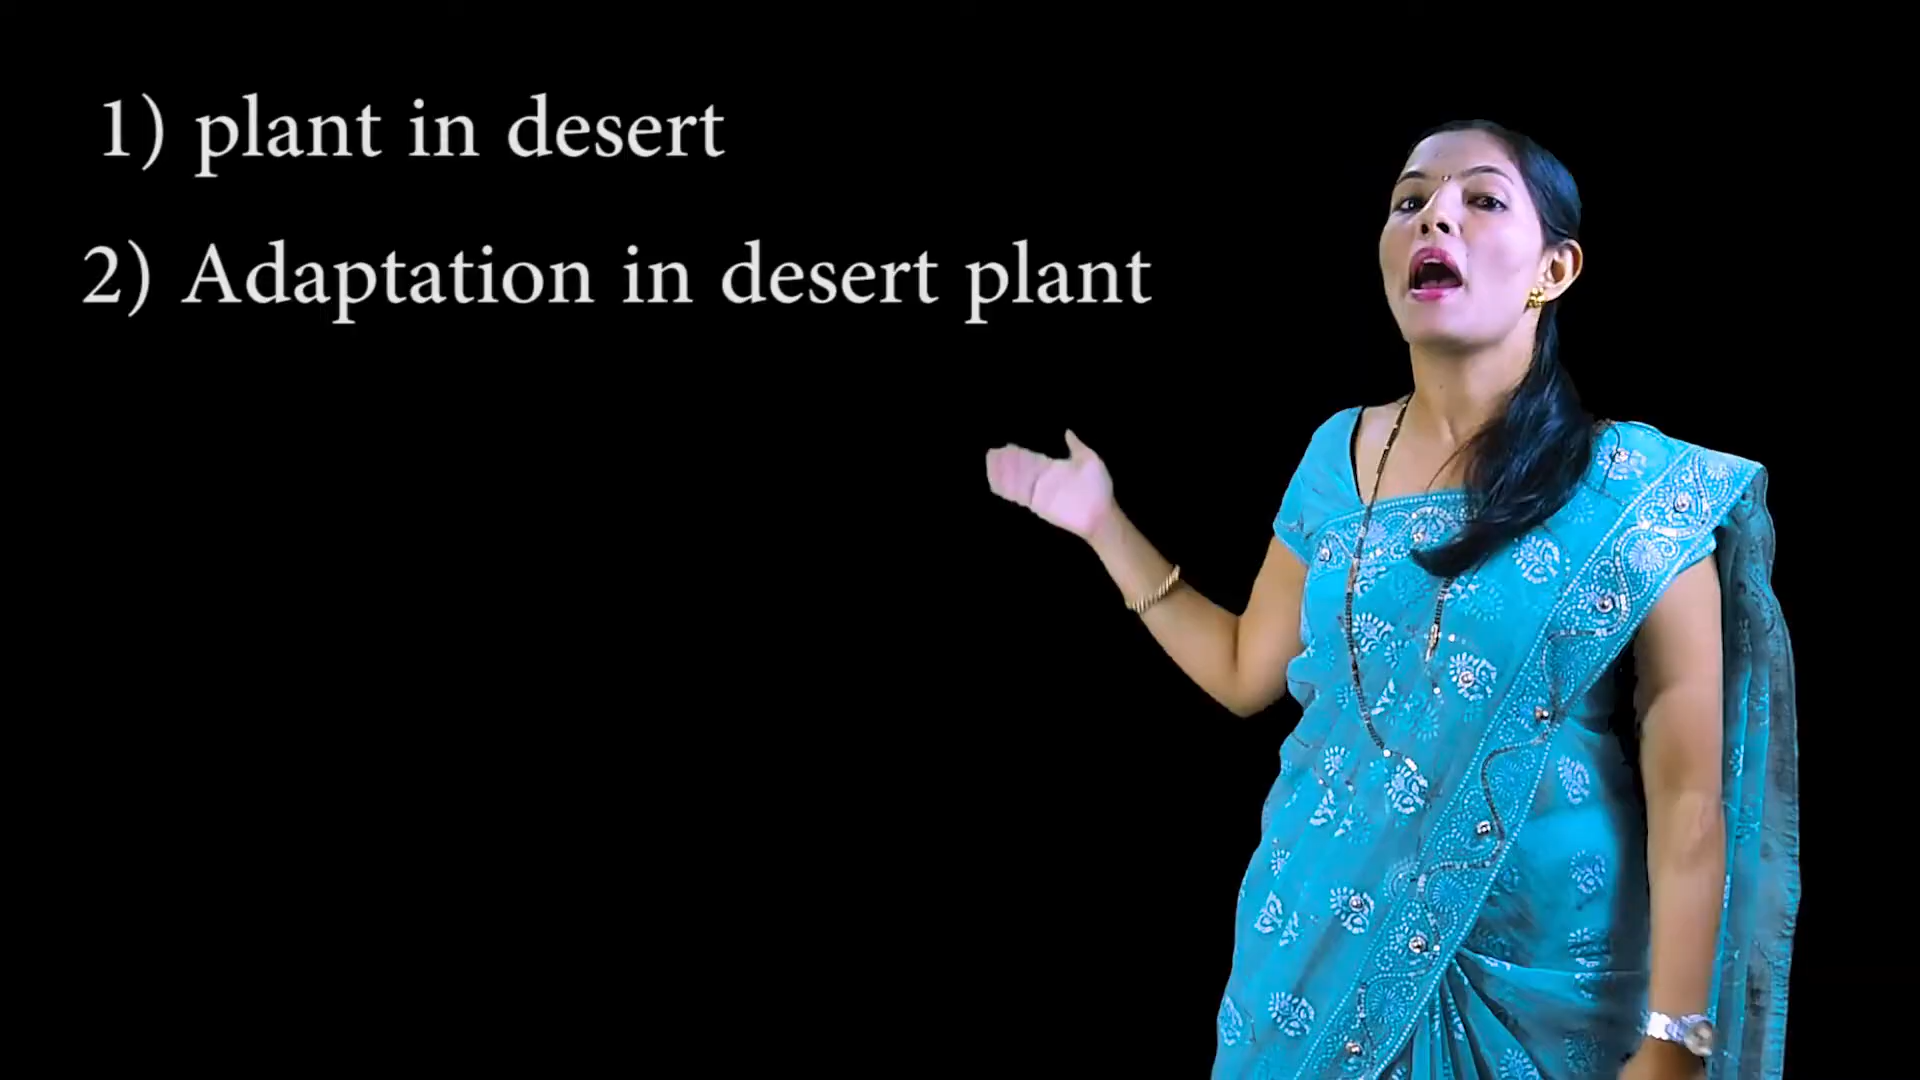 1) plant in desert
2) Adaptation in desert plant